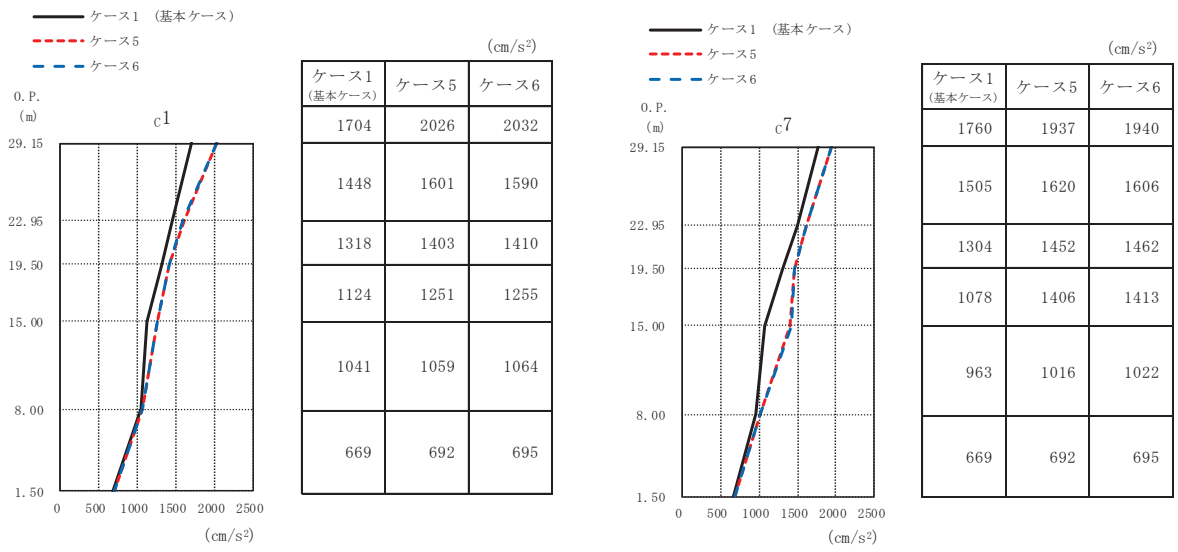 ケース1 (基本ケース)
ケース5
ケース6
O.P.
(m)
C1
29.15
22.95
19.50
15.00
8.00
1.50
0 500 1000 1500 2000 2500
(cm/s²)
(cm/s²)
ケース1 ケース5 ケース6
(基本ケース)
1704 2026 2032
1448 1601 1590
1318 1403 1410
1124 1251 1255
1041 1059 1064
669 692 695
ケース1 (基本ケース)
ケース5
ケース6
O.P.
(m)
C7
29.15
22.95
19.50
15.00
8.00
1.50
0 500 1000 1500 2000 2500
(cm/s²)
(cm/s²)
ケース1 ケース5 ケース6
(基本ケース)
1760 1937 1940
1505 1620 1606
1304 1452 1462
1078 1406 1413
963 1016 1022
669 692 695